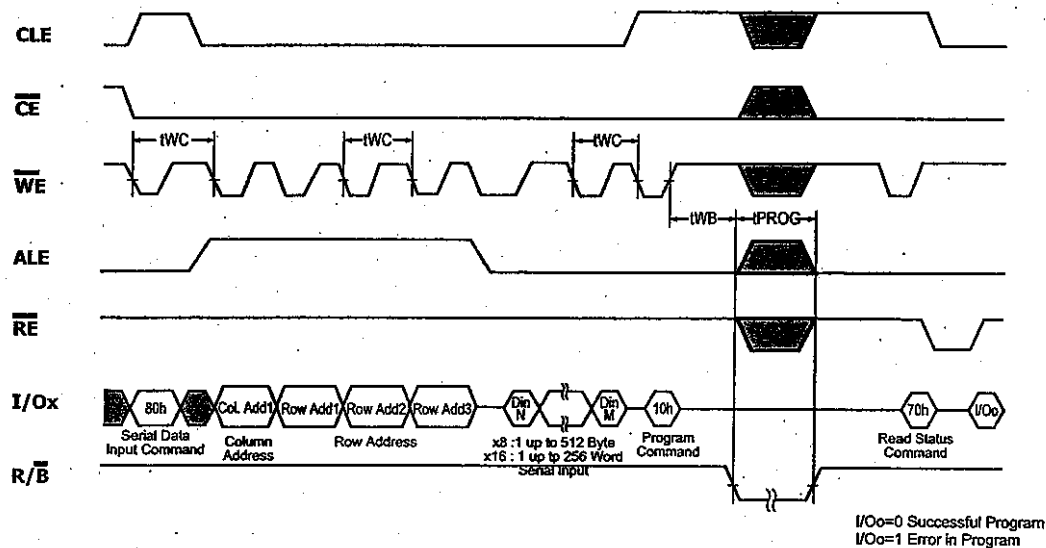 CLE
CE
tWC
tWC
tWC
WE
tWB
tPROG
ALE
RE
I/Ox
80h
Col. Add1
Row Add1
Row Add2
Row Add3
Din
N
Din
M
10h
70h
I/Oo
Serial Data
Input Command
Column
Address
Row Address
x8 : 1 up to 512 Byte
x16 : 1 up to 256 Word
Serial Input
Program
Command
Read Status
Command
R/B
I/Oo=0 Successful Program
I/Oo=1 Error in Program